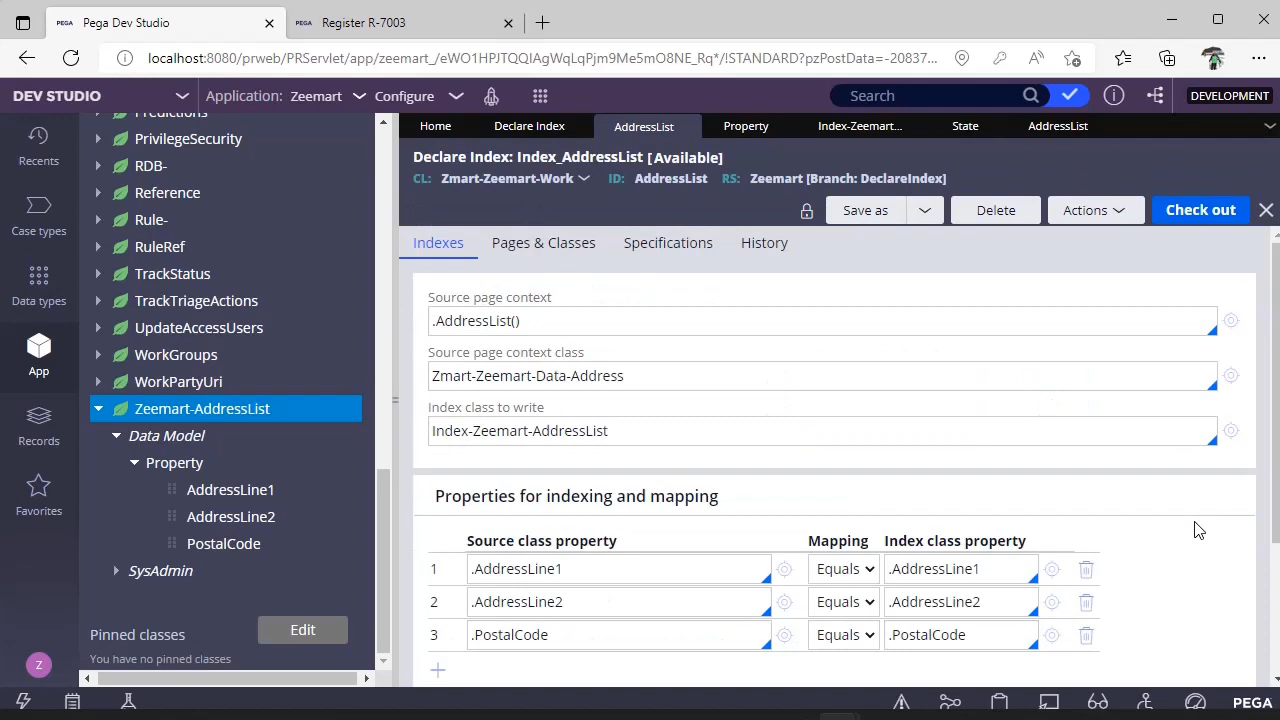 PEGA Pega Dev Studio
PEGA Register R-7003
localhost:8080/prweb/PRServlet/app/zeemart_/eWO1HPJTQQIAgWqLqPjm9Me5mO8NE_Rq*/!STANDARD?pzPostData=-20837...
DEV STUDIO
Application: Zeemart
Configure
Search
DEVELOPMENT
Recents
Case types
Data types
App
Records
Favorites
Z
Predictions
PrivilegeSecurity
RDB-
Reference
Rule-
RuleRef
TrackStatus
TrackTriageActions
UpdateAccessUsers
WorkGroups
WorkPartyUri
Zeemart-AddressList
Data Model
Property
AddressLine1
AddressLine2
PostalCode
SysAdmin
Pinned classes
Edit
You have no pinned classes
Home
Declare Index
AddressList
Property
Index-Zeemart...
State
AddressList
Declare Index: Index_AddressList [Available]
CL: Zmart-Zeemart-Work ID: AddressList RS: Zeemart [Branch: DeclareIndex]
Save as
Delete
Actions
Check out
Indexes
Pages & Classes
Specifications
History
Source page context
.AddressList()
Source page context class
Zmart-Zeemart-Data-Address
Index class to write
Index-Zeemart-AddressList
Properties for indexing and mapping
Source class property Mapping Index class property
1 .AddressLine1 Equals .AddressLine1
2 .AddressLine2 Equals .AddressLine2
3 .PostalCode Equals .PostalCode
PEGA